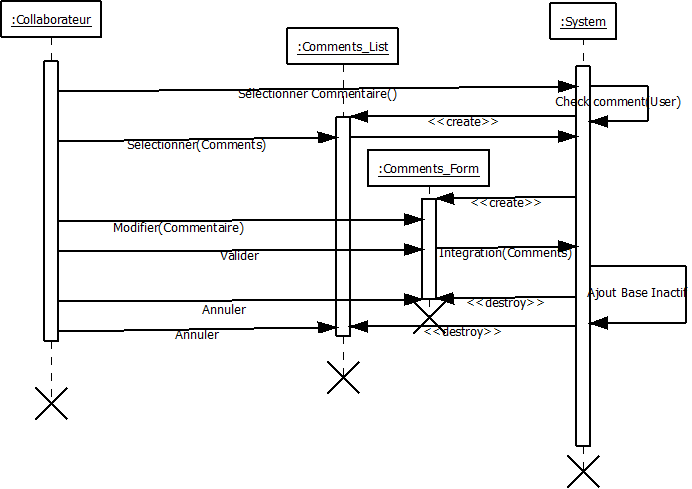 :Collaborateur
:System
:Comments_List
Sélectionner Commentaire()
Check comment(User)
<<create>>
Selectionner(Comments)
:Comments_Form
<<create>>
Modifier(Commentaire)
Valider
Integration(Comments)
Ajout Base Inactif
<<destroy>>
Annuler
<<destroy>>
Annuler